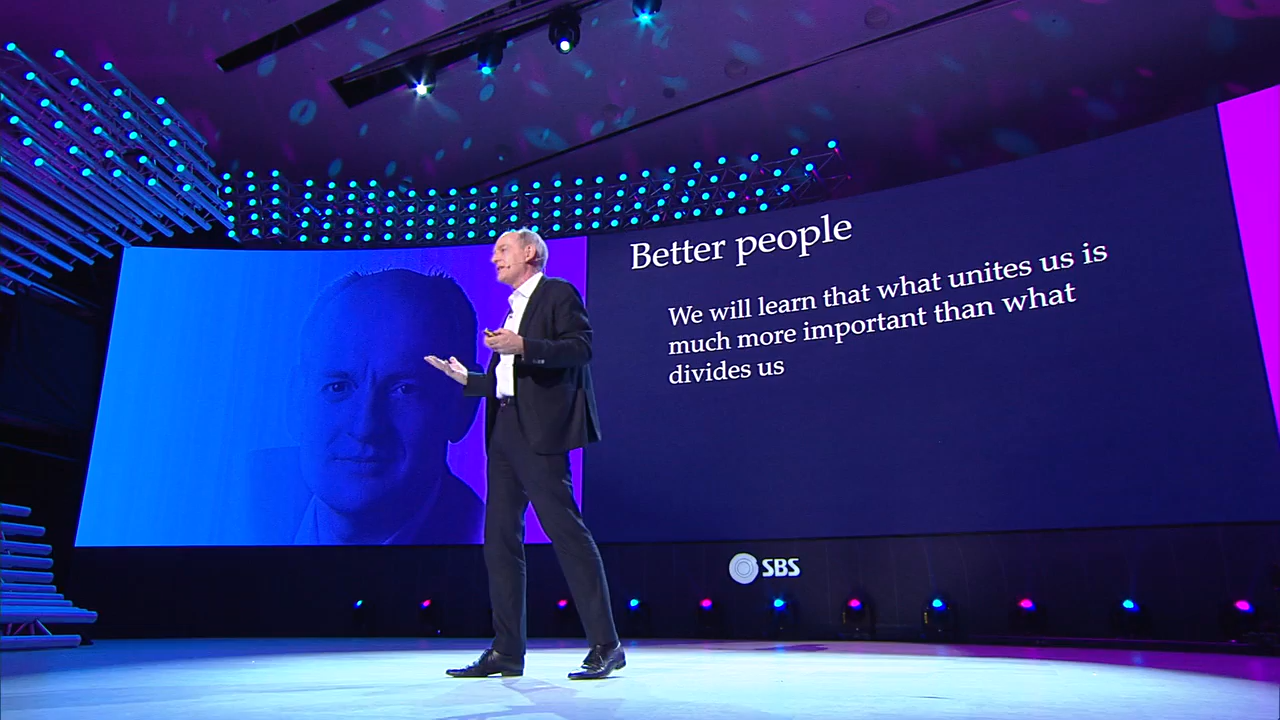 Better people
We will learn that what unites us is
much more important than what
divides us
SBS